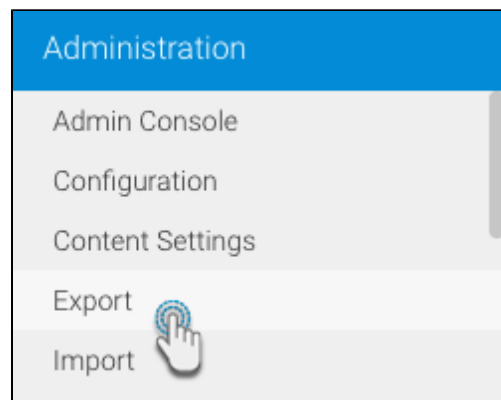 Administration
Admin Console
Configuration
Content Settings
Export
Import